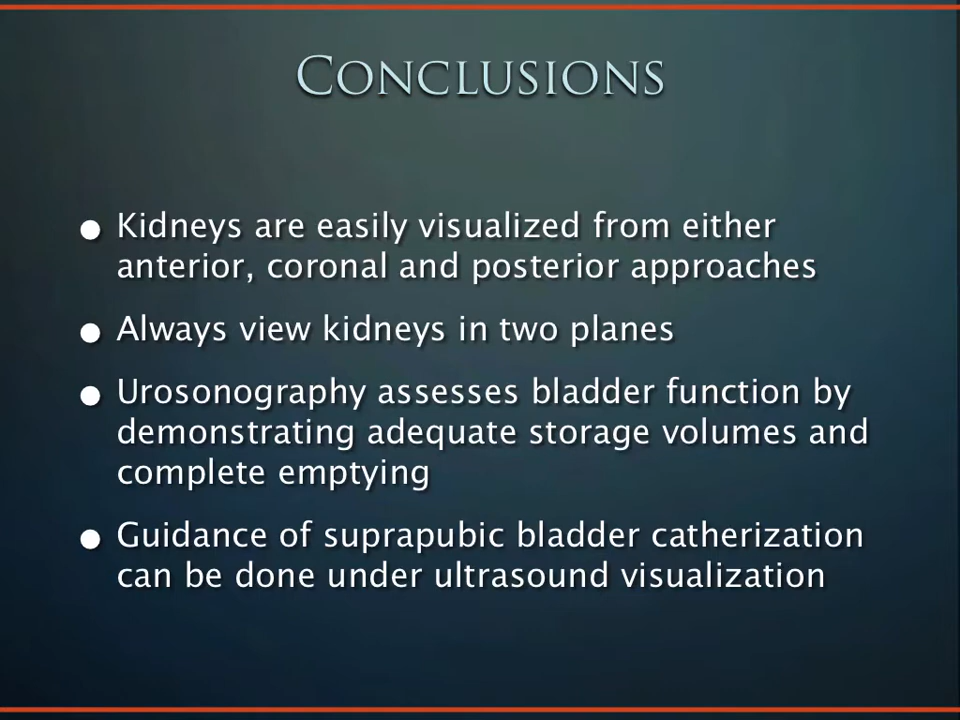 CONCLUSIONS
• Kidneys are easily visualized from either
anterior, coronal and posterior approaches
• Always view kidneys in two planes
• Urosonography assesses bladder function by
demonstrating adequate storage volumes and
complete emptying
• Guidance of suprapubic bladder catherization
can be done under ultrasound visualization